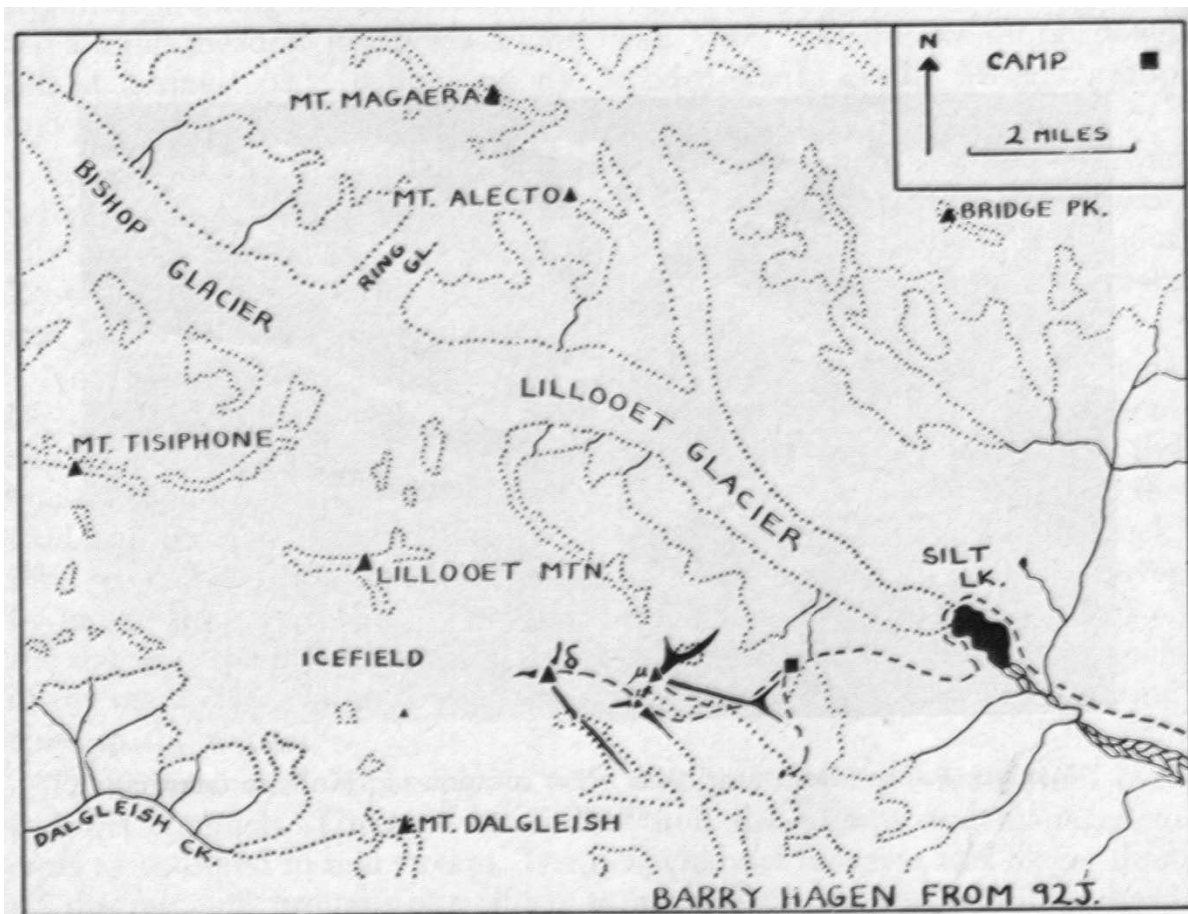 N
CAMP
2 MILES
MT. MAGAERA
BISHOP
GLACIER
MT. ALECTO
BRIDGE PK.
RING
GL.
LILLOOET GLACIER
MT. TISIPHONE
LILLOOET MTN.
SILT
LK.
ICEFIELD
DALGLEISH
CK.
MT. DALGLEISH
BARRY HAGEN FROM 92J.